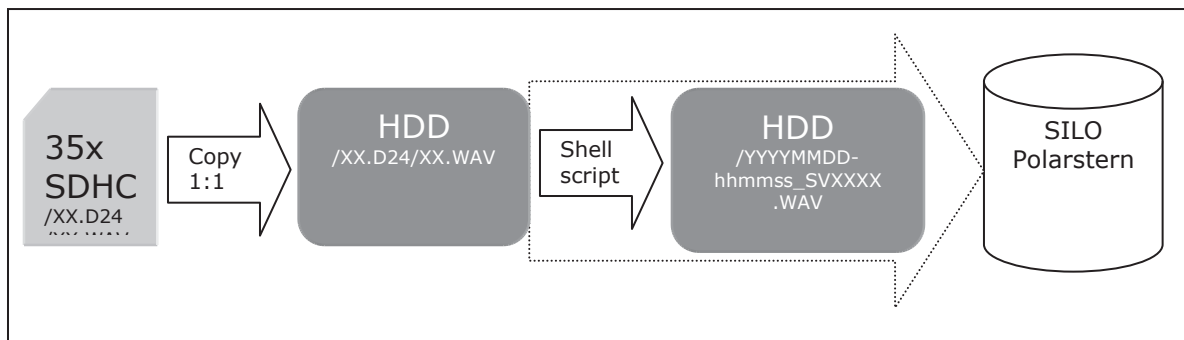 35x
SDHC
/XX.D24
Copy
1:1
HDD
/XX.D24/XX.WAV
Shell
script
HDD
/YYYYMMDD-
hhmmss_SVXXXX
.WAV
SILO
Polarstern